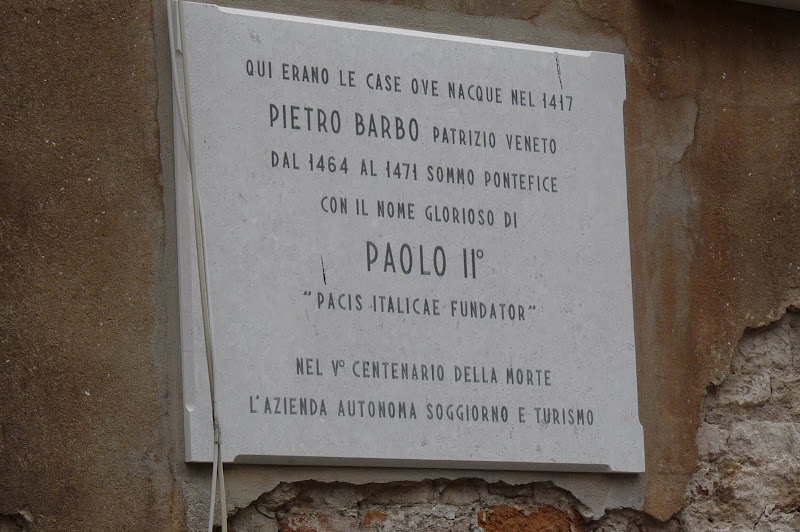 QUI ERANO LE CASE OVE NACQUE NEL 1417
PIETRO BARBO PATRIZIO VENETO
DAL 1464 AL 1471 SOMMO PONTEFICE
CON IL NOME GLORIOSO DI
PAOLO II°
"PACIS ITALICAE FUNDATOR"
NEL V° CENTENARIO DELLA MORTE
L'AZIENDA AUTONOMA SOGGIORNO E TURISMO